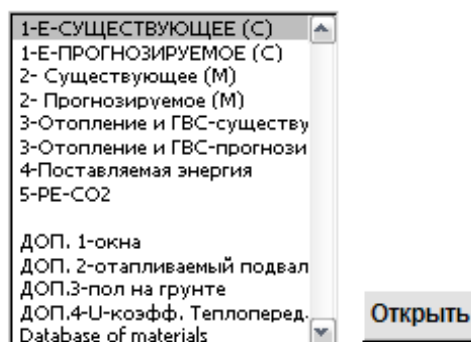 1-Е-СУЩЕСТВУЮЩЕЕ (С)
1-Е-ПРОГНОЗИРУЕМОЕ (С)
2- Существующее (М)
2- Прогнозируемое (М)
3-Отопление и ГВС-существу
3-Отопление и ГВС-прогнози
4-Поставляемая энергия
5-PE-CO2
ДОП. 1-окна
ДОП. 2-отапливаемый подвал
ДОП.3-пол на грунте
ДОП.4-U-коэфф. Теплоперед.
Database of materials
Открыть